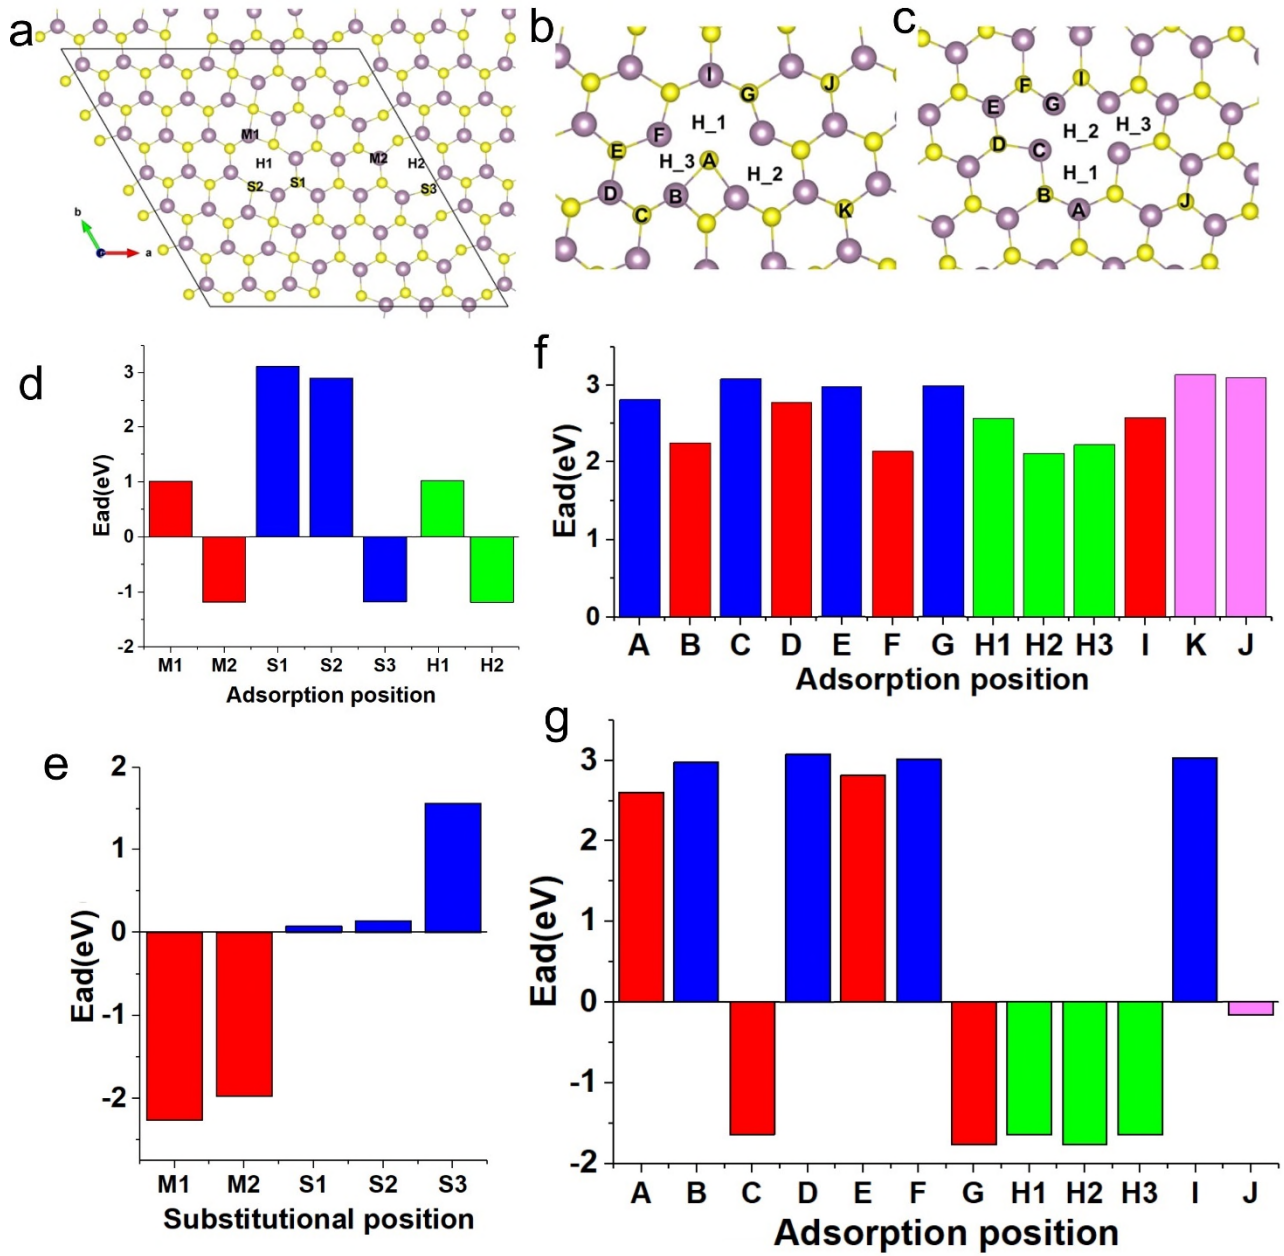 a
M1
H1
M2
H2
S2
S1
S3
b
a
b
I
G
J
H_1
F
E
H_3
A
H_2
D
B
C
K
c
F
I
E
G
H_2
H_3
D
C
H_1
B
A
J
d
Ead(eV)
3
2
1
0
-1
-2
M1 M2 S1 S2 S3 H1 H2
Adsorption position
f
Ead(eV)
3
2
1
0
A B C D E F G H1 H2 H3 I K J
Adsorption position
e
Ead(eV)
2
1
0
-1
-2
M1 M2 S1 S2 S3
Substitutional position
g
Ead(eV)
3
2
1
0
-1
-2
A B C D E F G H1 H2 H3 I J
Adsorption position